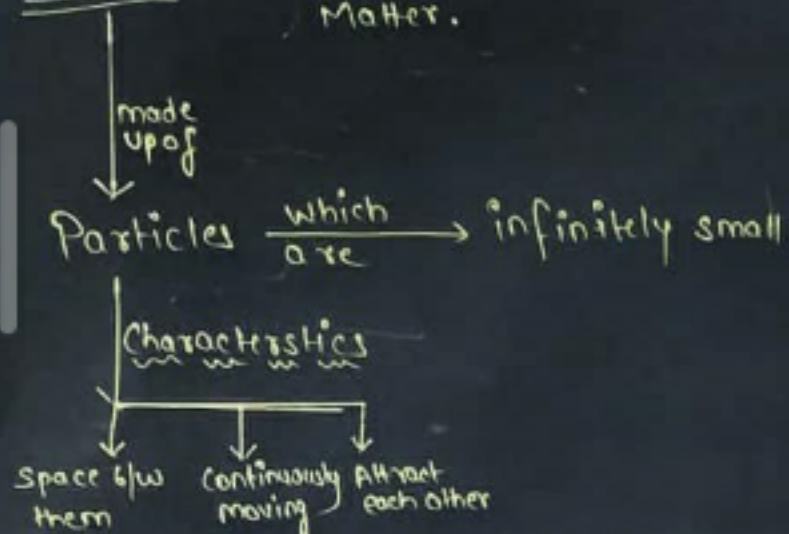 Matter.
made
up of
Particles
which
are
infinitely small
Characterstics
Space b/w
them
Continuously
moving
Attract
each other